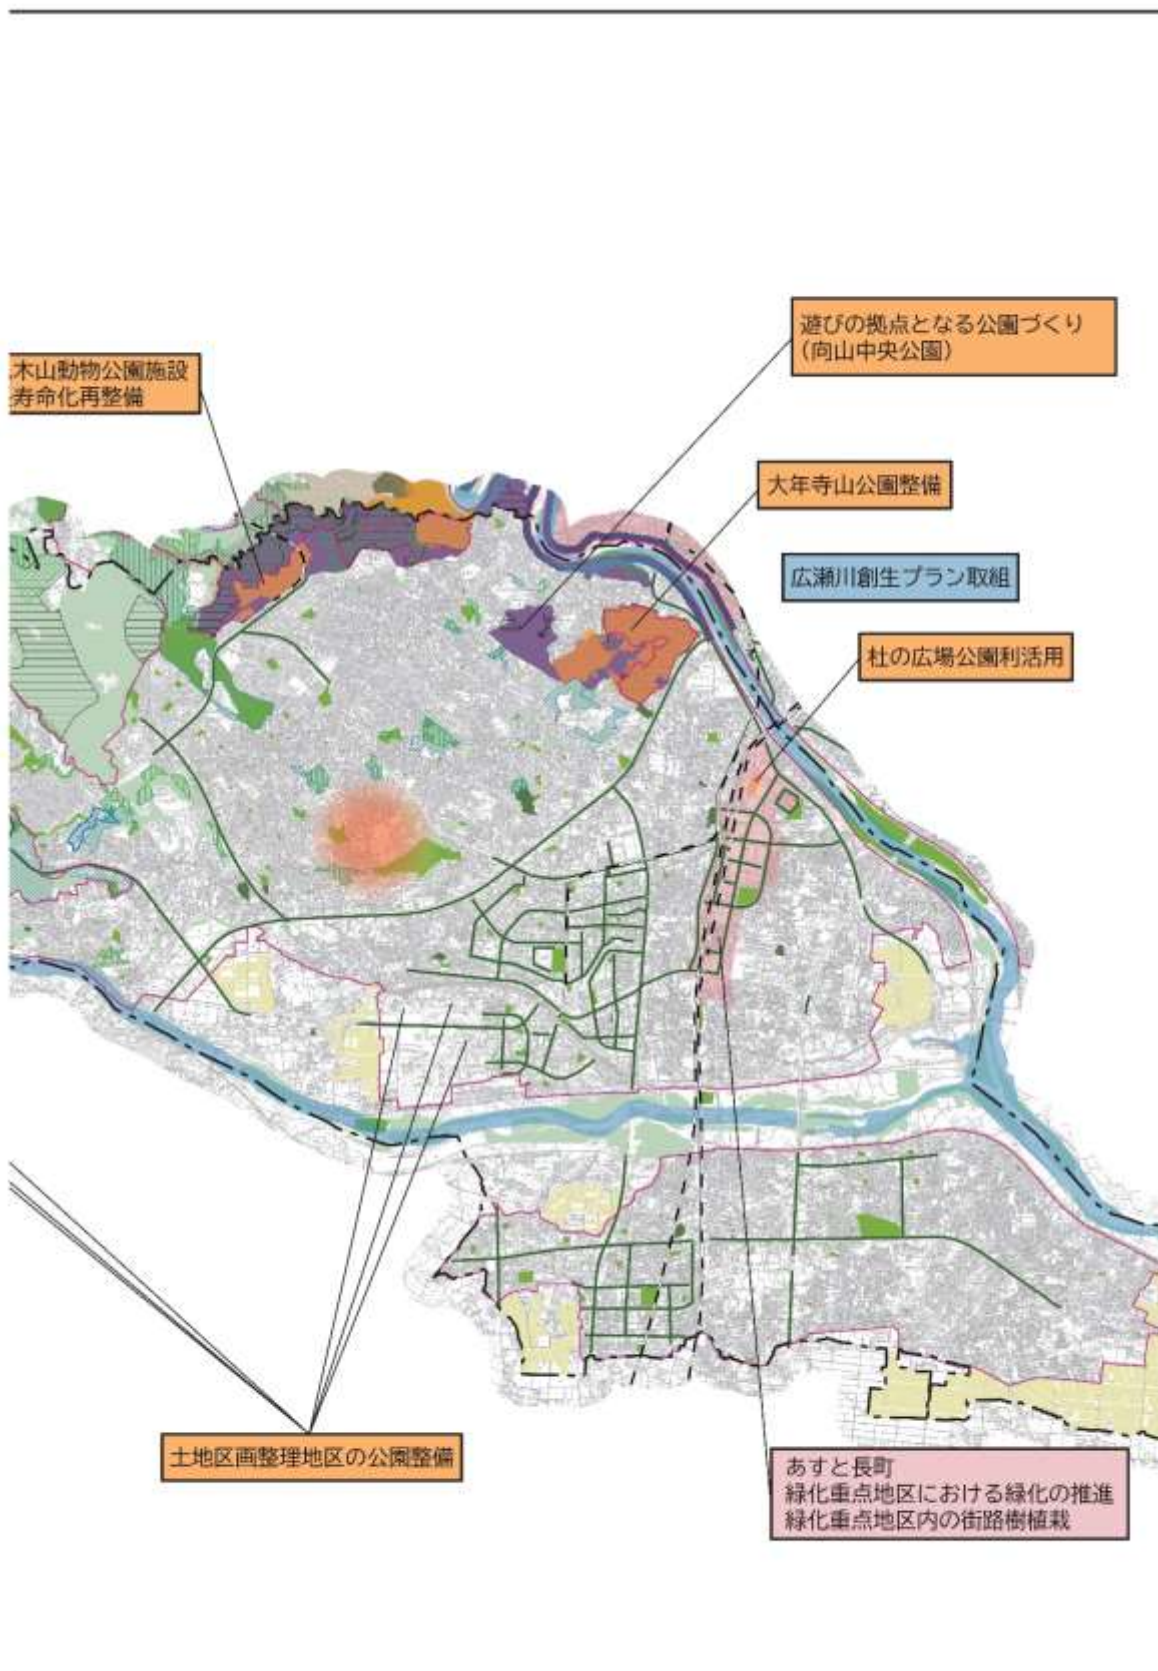 遊びの拠点となる公園づくり
（向山中央公園）
木山動物公園施設
寿命化再整備
大年寺山公園整備
広瀬川創生プラン取組
杜の広場公園利活用
土地区画整理地区の公園整備
あすと長町
緑化重点地区における緑化の推進
緑化重点地区内の街路樹植栽